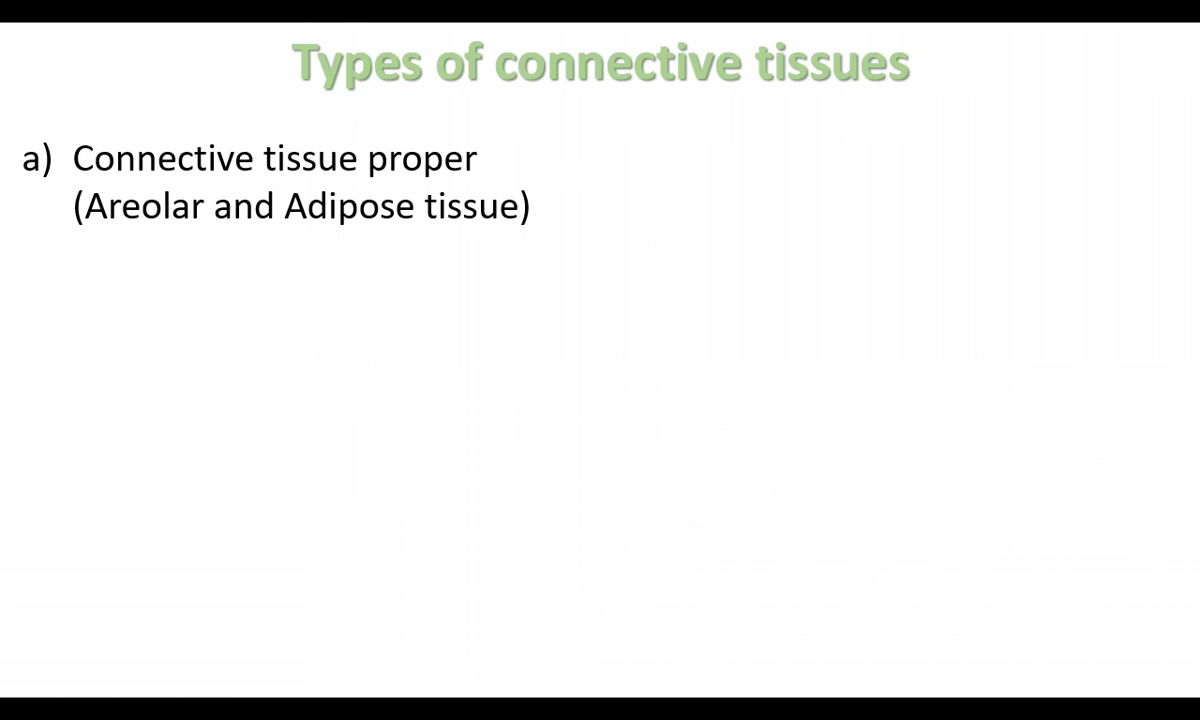 Types of connective tissues
a) Connective tissue proper
(Areolar and Adipose tissue)